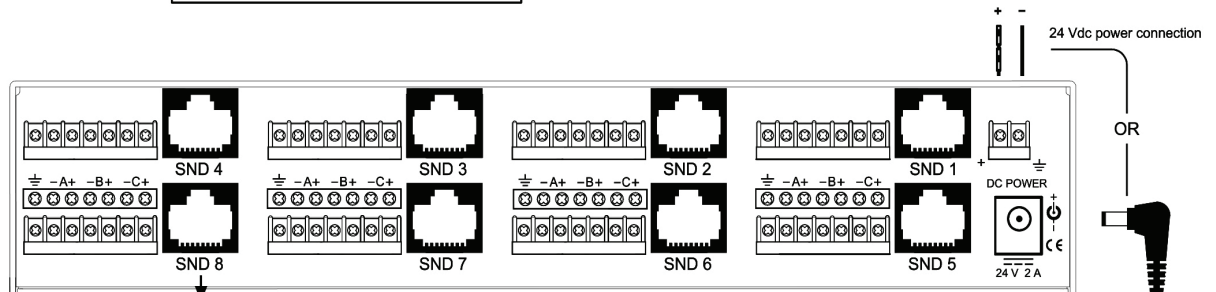 + −
24 Vdc power connection
OR
SND 4
SND 3
SND 2
SND 1
+ ⏚
⏚ −A+ −B+ −C+
⏚ −A+ −B+ −C+
⏚ −A+ −B+ −C+
⏚ −A+ −B+ −C+
DC POWER
+
−
CE
SND 8
SND 7
SND 6
SND 5
24 V 2 A